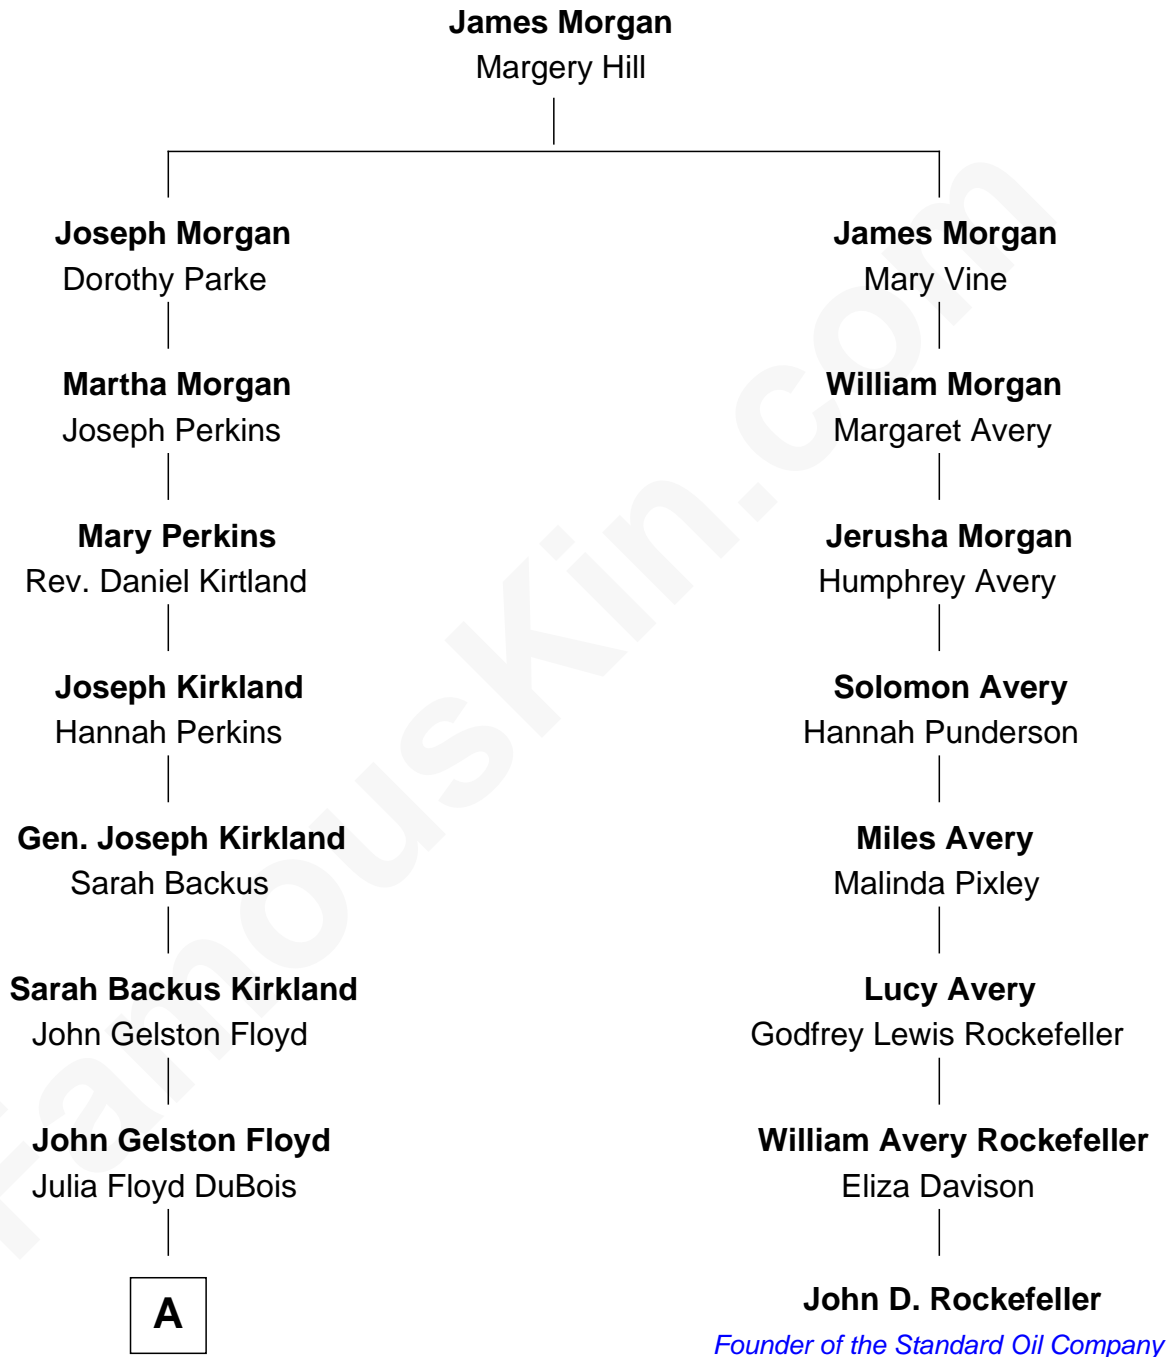 James Morgan
Margery Hill
Joseph Morgan
Dorothy Parke
James Morgan
Mary Vine
Martha Morgan
Joseph Perkins
William Morgan
Margaret Avery
Mary Perkins
Rev. Daniel Kirtland
Jerusha Morgan
Humphrey Avery
Joseph Kirkland
Hannah Perkins
Solomon Avery
Hannah Punderson
Gen. Joseph Kirkland
Sarah Backus
Miles Avery
Malinda Pixley
Sarah Backus Kirkland
John Gelston Floyd
Lucy Avery
Godfrey Lewis Rockefeller
John Gelston Floyd
Julia Floyd DuBois
William Avery Rockefeller
Eliza Davison
A
John D. Rockefeller
Founder of the Standard Oil Company
FamousKin.com